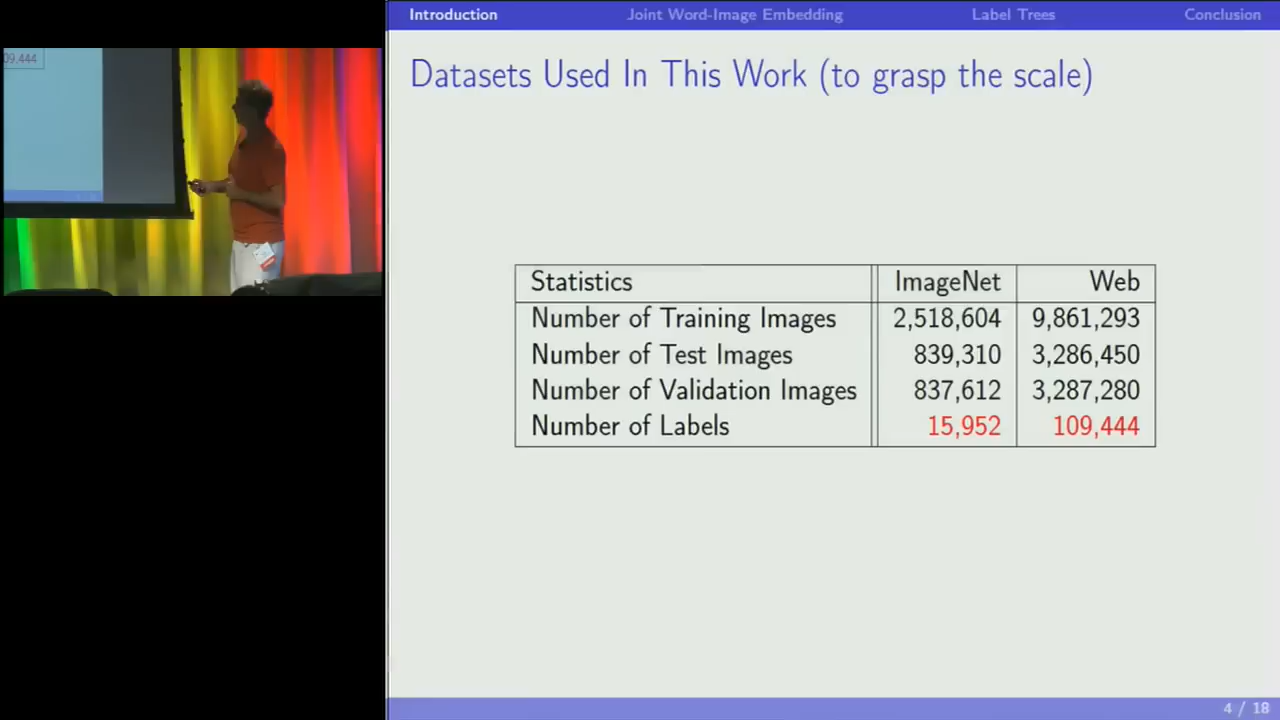 Introduction Joint Word-Image Embedding Label Trees Conclusion
Datasets Used In This Work (to grasp the scale)
09,444
Statistics ImageNet Web
Number of Training Images 2,518,604 9,861,293
Number of Test Images 839,310 3,286,450
Number of Validation Images 837,612 3,287,280
Number of Labels 15,952 109,444
4 / 18